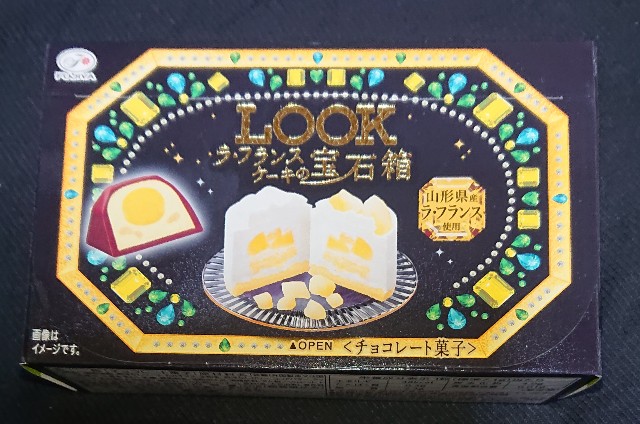 FUJIYA
LOOK
ラ・フランス
ケーキの宝石箱
山形県産
ラ・フランス
使用
画像は
イメージです。
▲OPEN
<チョコレート菓子>